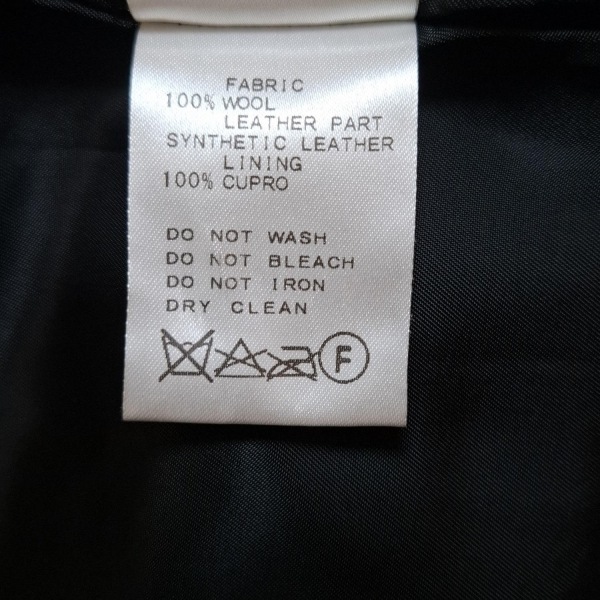 FABRIC
100% WOOL
LEATHER PART
SYNTHETIC LEATHER
LINING
100% CUPRO
DO NOT WASH
DO NOT BLEACH
DO NOT IRON
DRY CLEAN
F